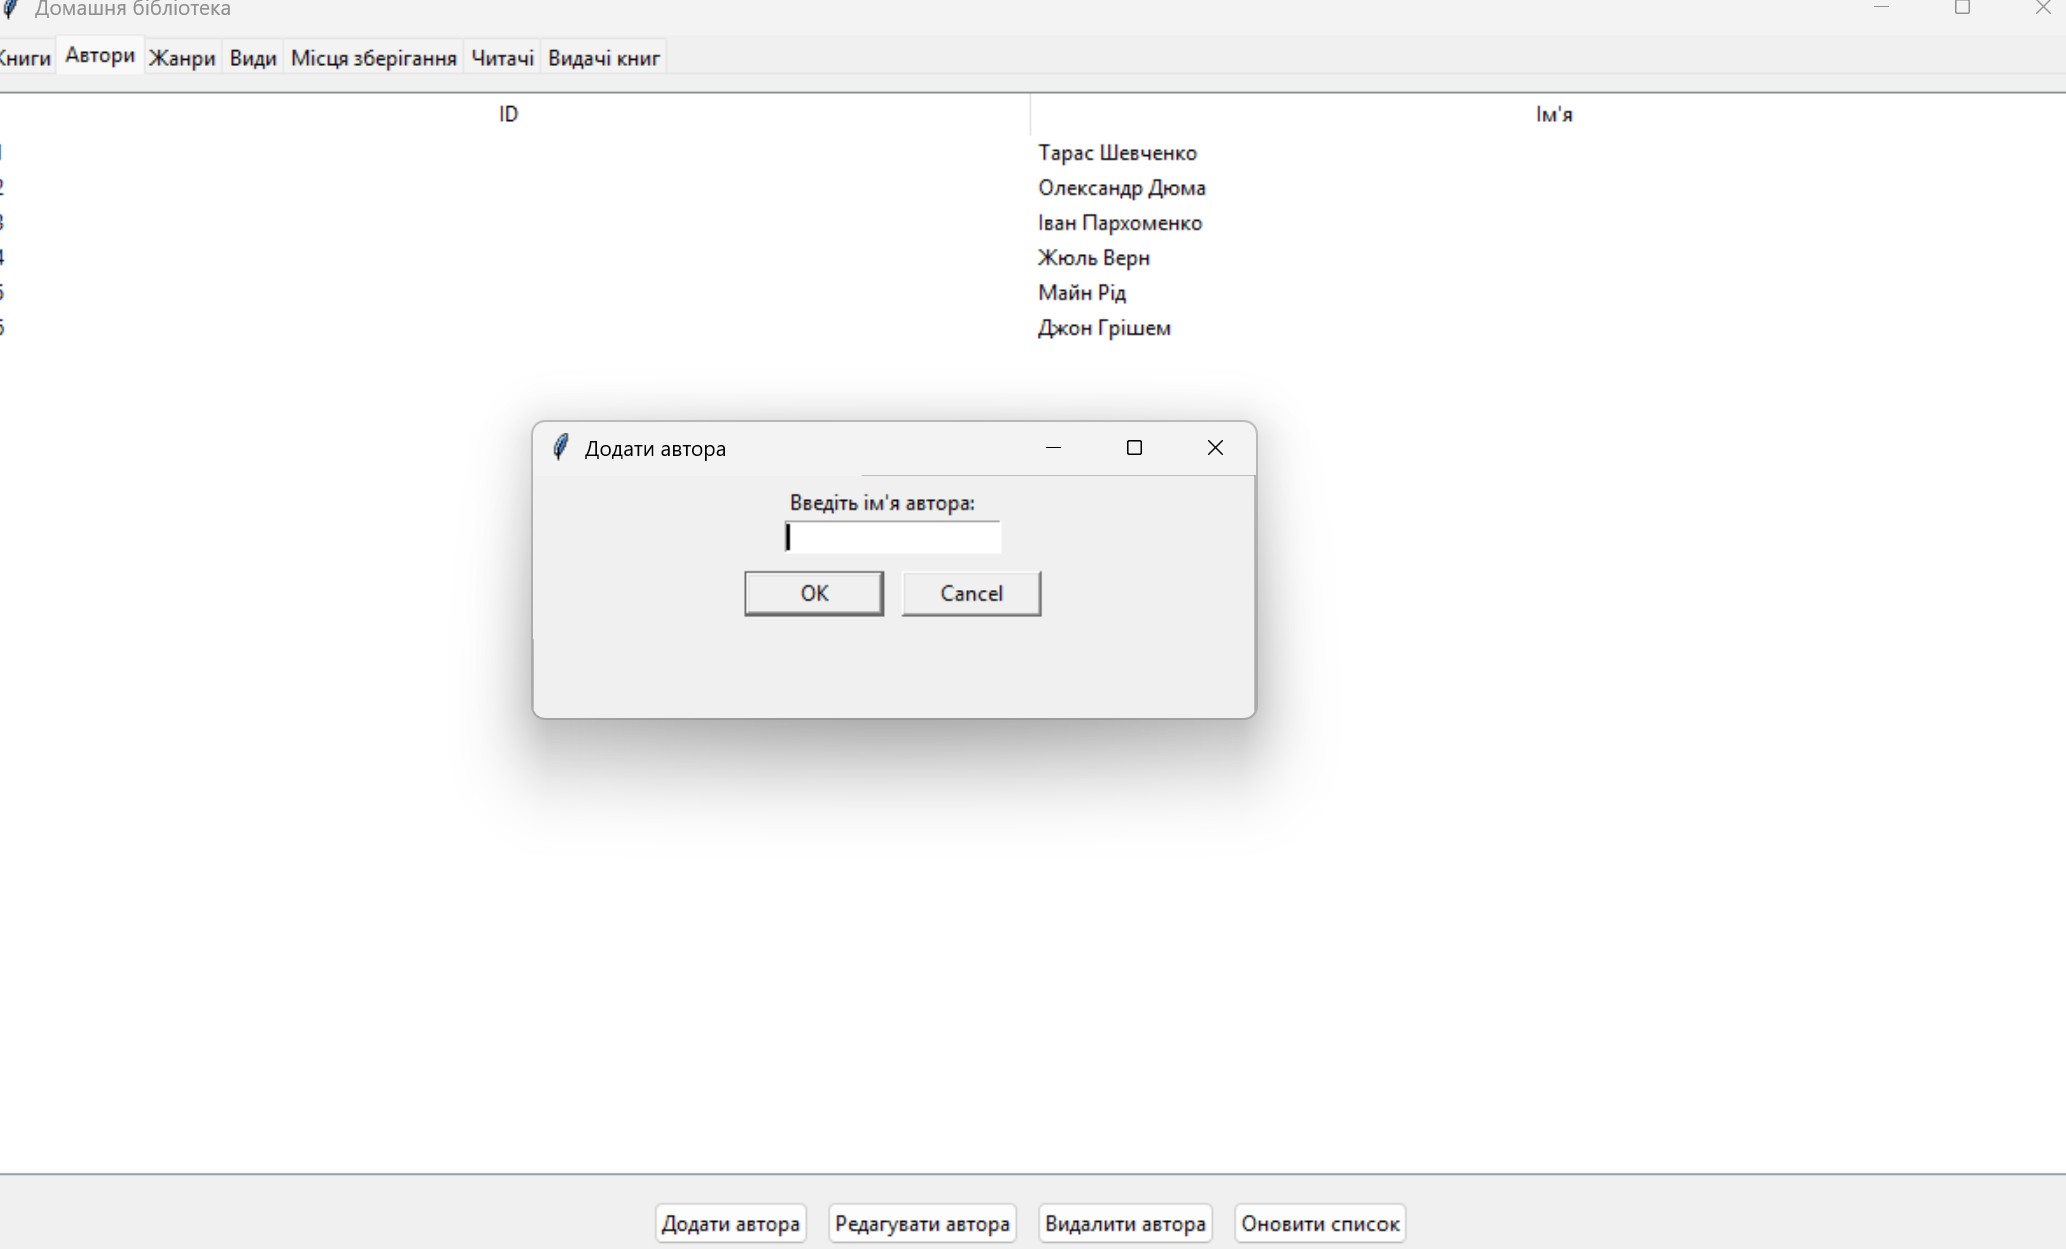 Домашня бібліотека
Книги Автори Жанри Види Місця зберігання Читачі Видачі книг
ID Ім'я
1 Тарас Шевченко
2 Олександр Дюма
3 Іван Пархоменко
4 Жюль Верн
5 Майн Рід
6 Джон Грішем
Додати автора
Введіть ім'я автора:
OK Cancel
Додати автора Редагувати автора Видалити автора Оновити список